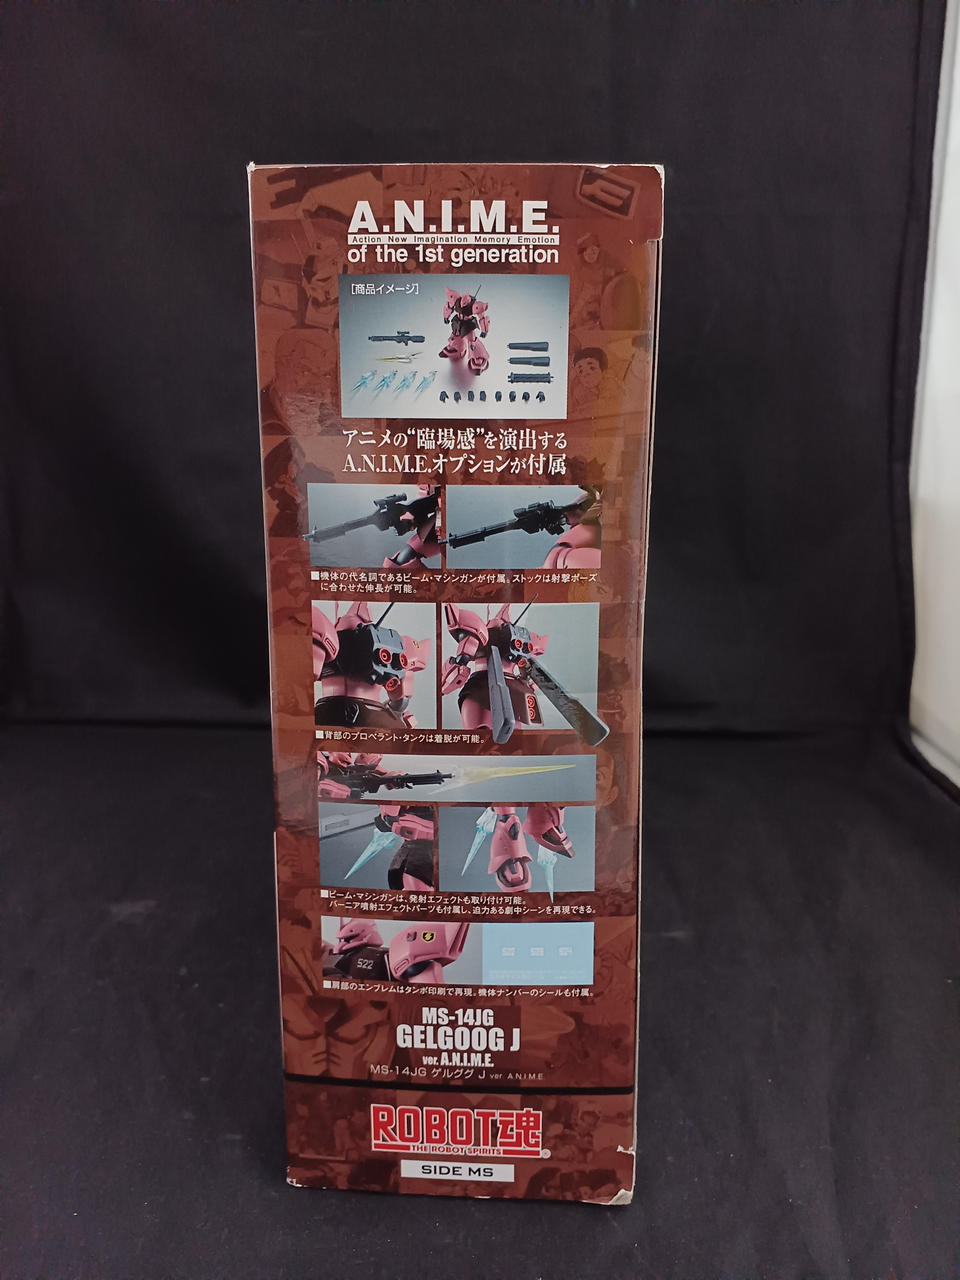 A.N.I.M.E.
Action New Imagination Memory Emotion
of the 1st generation
[商品イメージ]
アニメの“臨場感”を演出する
A.N.I.M.E.オプションが付属
■機体の代名詞であるビーム・マシンガンが付属。ストックは射撃ポーズ
に合わせた伸長が可能。
■背部のプロペラント・タンクは着脱が可能。
■ビーム・マシンガンは、発射エフェクトも取り付け可能。
バーニア噴射エフェクトパーツも付属し、迫力ある劇中シーンを再現できる。
522
■肩部のエンブレムはタンポ印刷で再現。機体ナンバーのシールも付属。
MS-14JG
GELGOOG J
ver. A.N.I.M.E.
MS-14JG ゲルググ J ver. A.N.I.M.E.
ROBOT魂
THE ROBOT SPIRITS
SIDE MS